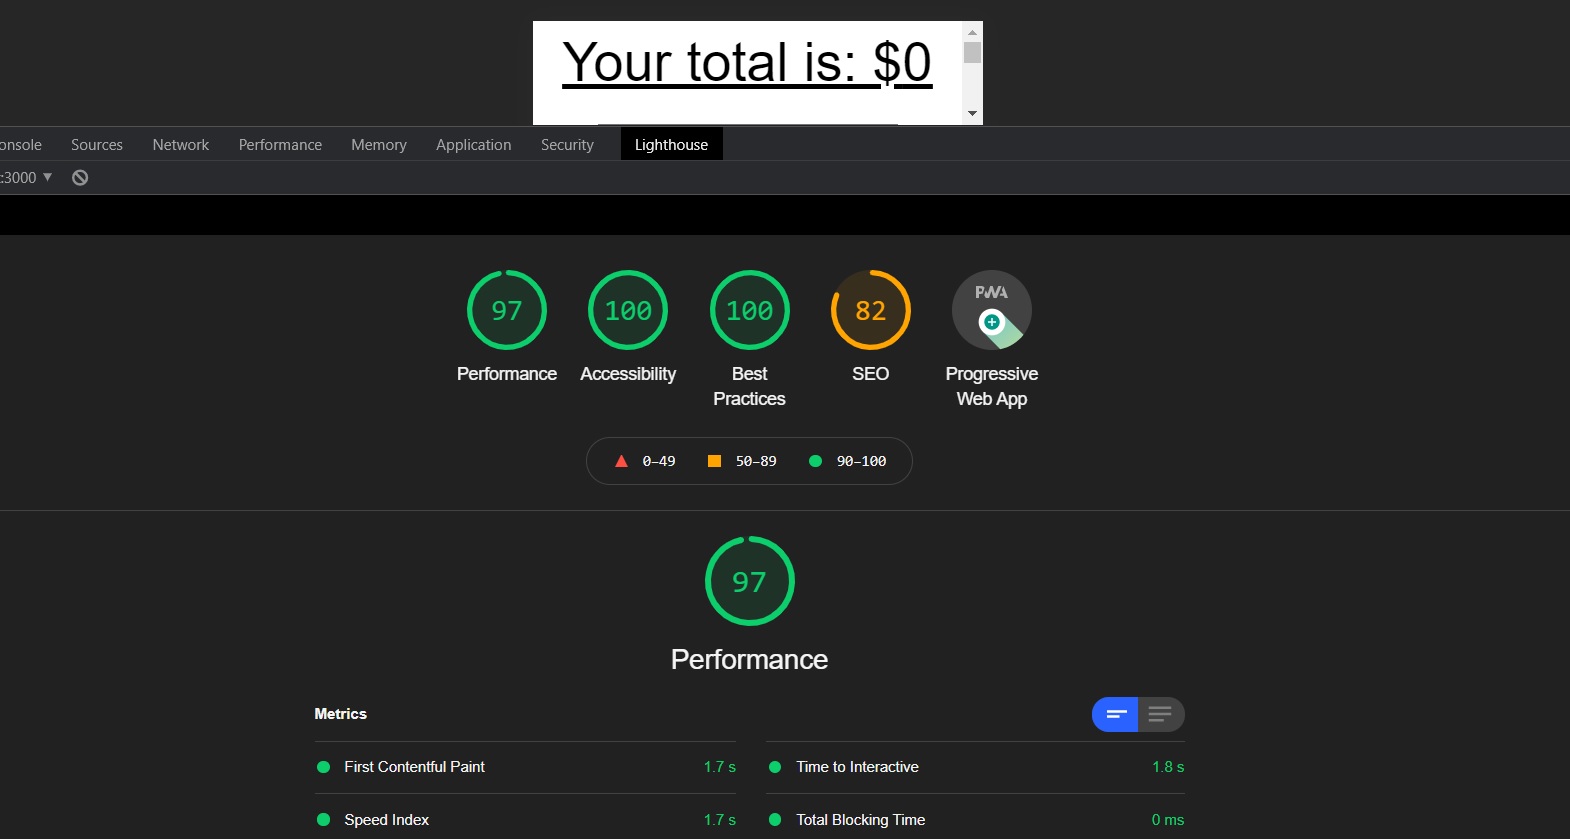 Your total is: $0
onsole Sources Network Performance Memory Application Security Lighthouse
:3000
97 100 100 82 PWA
Performance Accessibility Best Practices SEO Progressive Web App
0–49 50–89 90–100
97
Performance
Metrics
First Contentful Paint 1.7 s
Time to Interactive 1.8 s
Speed Index 1.7 s
Total Blocking Time 0 ms